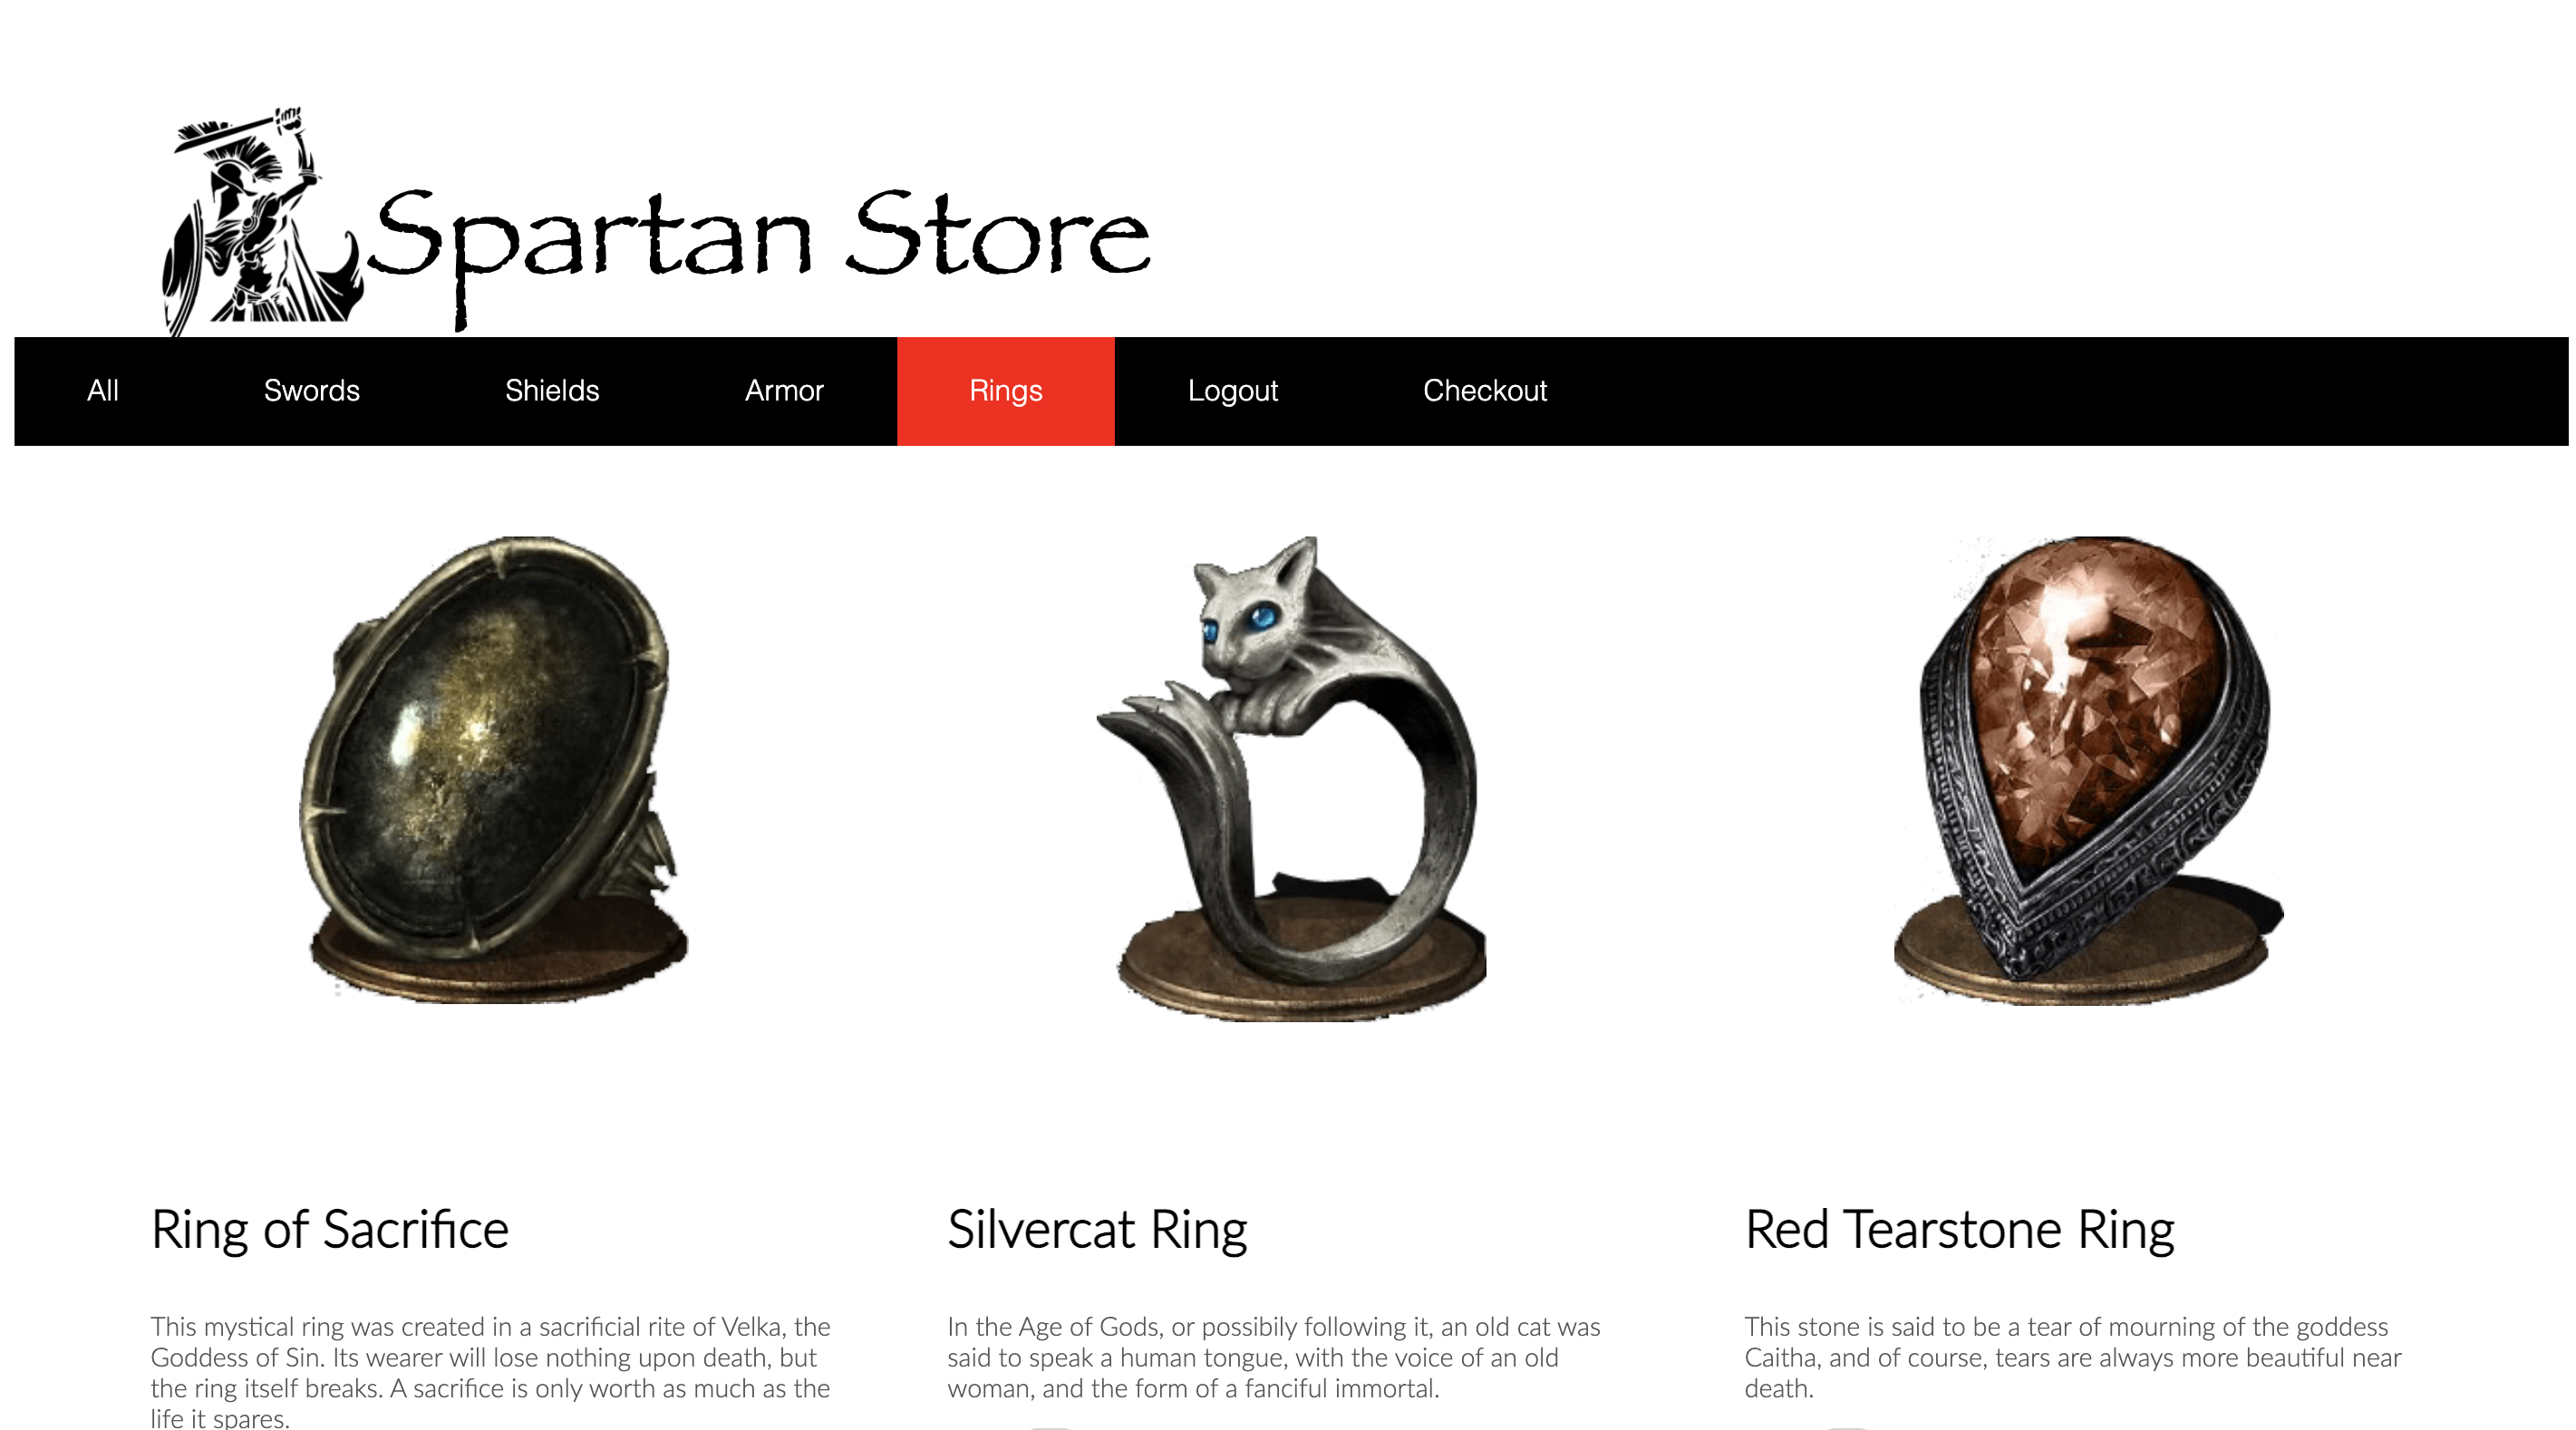 Spartan Store
All Swords Shields Armor Rings Logout Checkout
Ring of Sacrifice
This mystical ring was created in a sacrificial rite of Velka, the
Goddess of Sin. Its wearer will lose nothing upon death, but
the ring itself breaks. A sacrifice is only worth as much as the
life it spares.
Silvercat Ring
In the Age of Gods, or possibily following it, an old cat was
said to speak a human tongue, with the voice of an old
woman, and the form of a fanciful immortal.
Red Tearstone Ring
This stone is said to be a tear of mourning of the goddess
Caitha, and of course, tears are always more beautiful near
death.